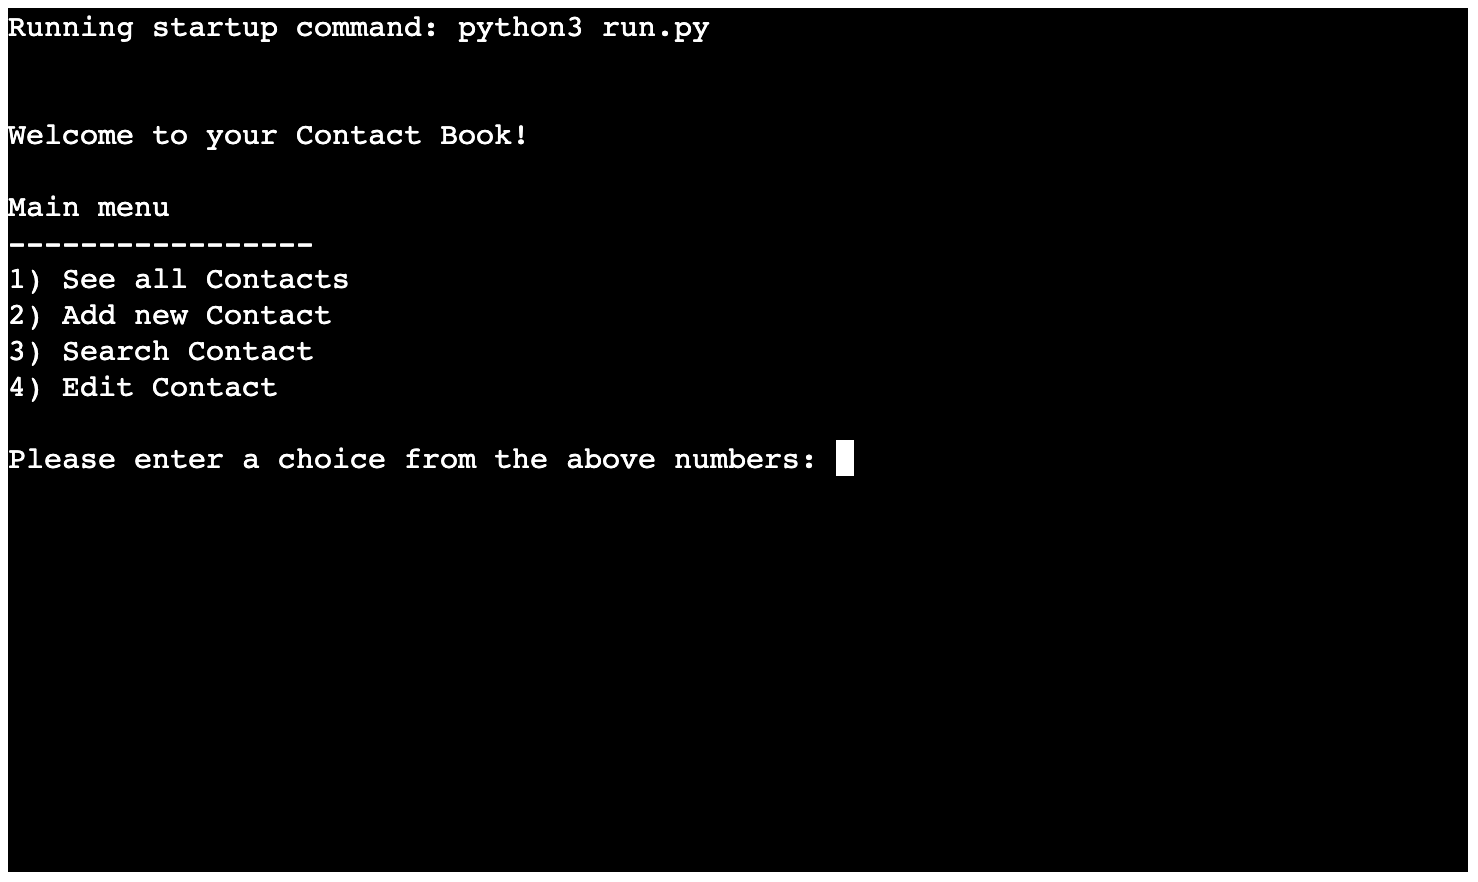 Running startup command: python3 run.py
Welcome to your Contact Book!
Main menu
-----------------
1) See all Contacts
2) Add new Contact
3) Search Contact
4) Edit Contact
Please enter a choice from the above numbers: